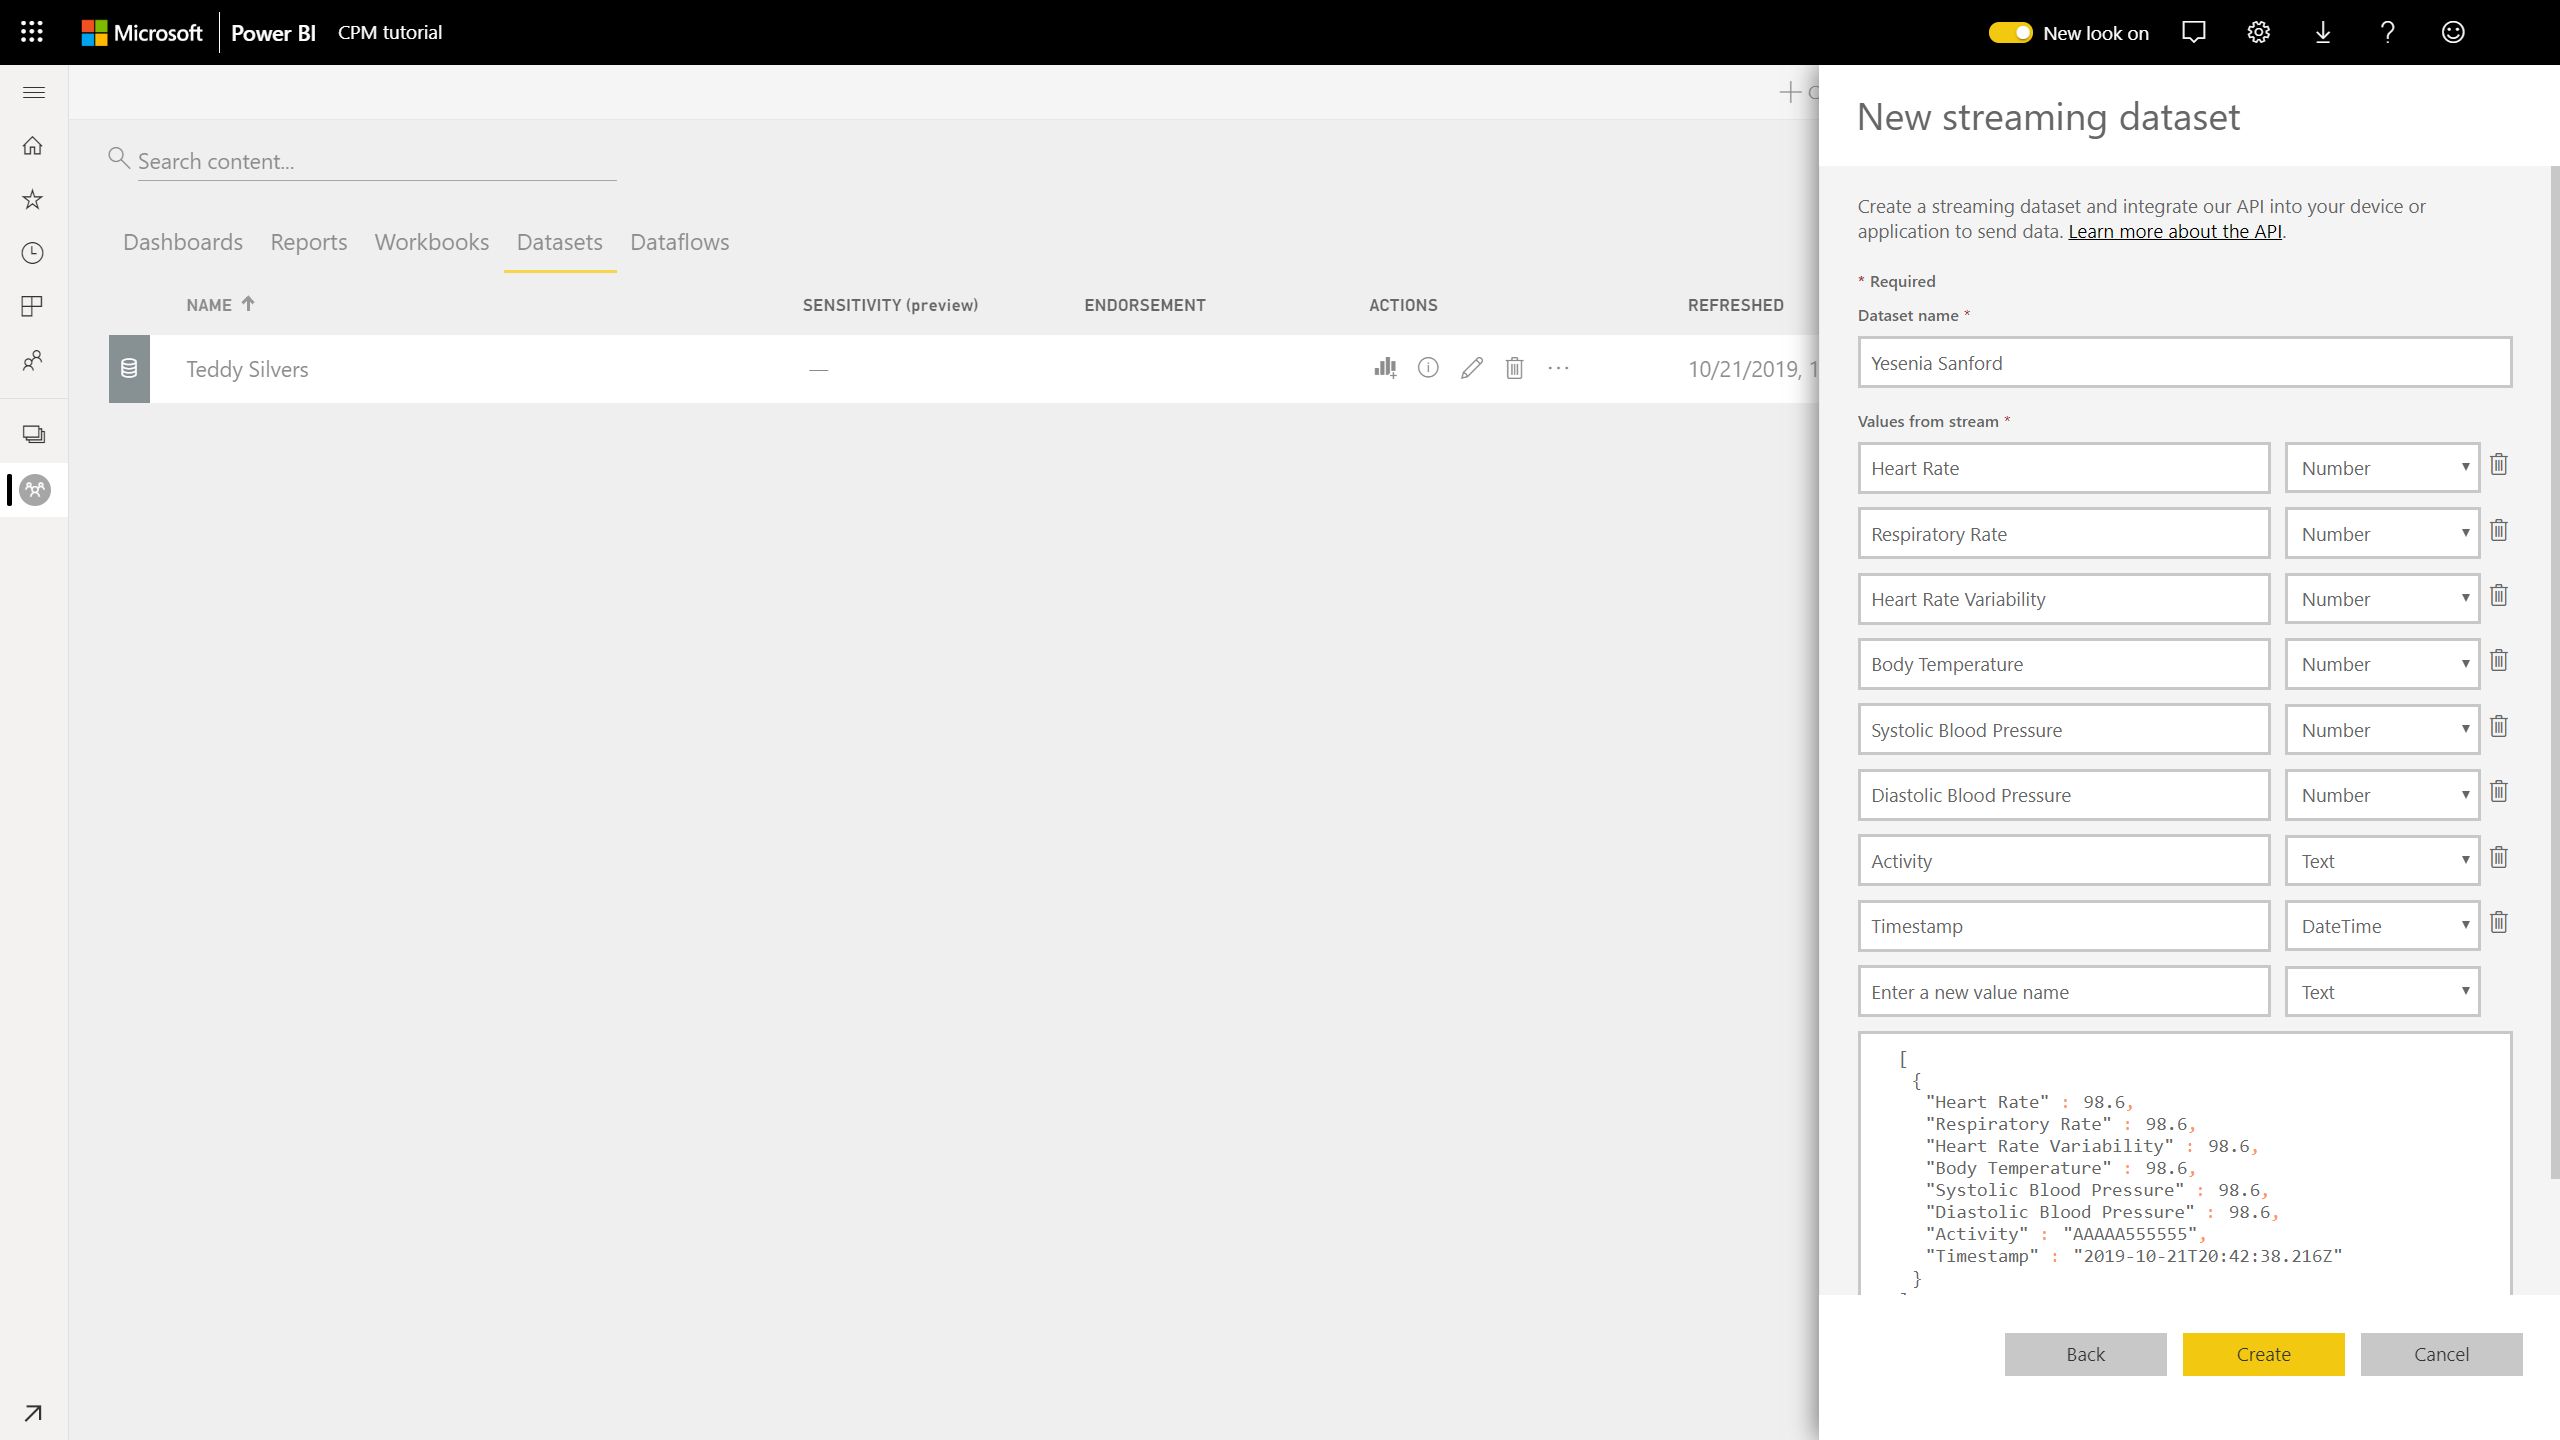 Microsoft Power BI CPM tutorial New look on
New streaming dataset
Search content...
Create a streaming dataset and integrate our API into your device or
application to send data. Learn more about the API.
Dashboards Reports Workbooks Datasets Dataflows
* Required
NAME SENSITIVITY (preview) ENDORSEMENT ACTIONS REFRESHED
Dataset name *
Teddy Silvers — 10/21/2019, 1
Yesenia Sanford
Values from stream *
Heart Rate Number
Respiratory Rate Number
Heart Rate Variability Number
Body Temperature Number
Systolic Blood Pressure Number
Diastolic Blood Pressure Number
Activity Text
Timestamp DateTime
Enter a new value name Text
[
{
"Heart Rate" : 98.6,
"Respiratory Rate" : 98.6,
"Heart Rate Variability" : 98.6,
"Body Temperature" : 98.6,
"Systolic Blood Pressure" : 98.6,
"Diastolic Blood Pressure" : 98.6,
"Activity" : "AAAAA555555",
"Timestamp" : "2019-10-21T20:42:38.216Z"
}
Back Create Cancel